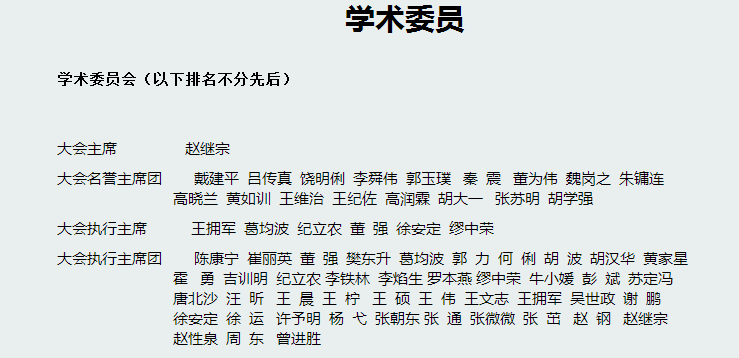 学术委员
学术委员会（以下排名不分先后）
大会主席 赵继宗
大会名誉主席团 戴建平 吕传真 饶明俐 李舜伟 郭玉璞 秦 震 董为伟 魏岗之 朱镛连
高晓兰 黄如训 王维治 王纪佐 高润霖 胡大一 张苏明 胡学强
大会执行主席 王拥军 葛均波 纪立农 董 强 徐安定 缪中荣
大会执行主席团 陈康宁 崔丽英 董 强 樊东升 葛均波 郭 力 何 俐 胡 波 胡汉华 黄家星
霍 勇 吉训明 纪立农 李铁林 李焰生 罗本燕 缪中荣 牛小媛 彭 斌 苏定冯
唐北沙 汪 昕 王 晨 王 柠 王 硕 王 伟 王文志 王拥军 吴世政 谢 鹏
徐安定 徐 运 许予明 杨 弋 张朝东 张 通 张微微 张 茁 赵 钢 赵继宗
赵性泉 周 东 曾进胜